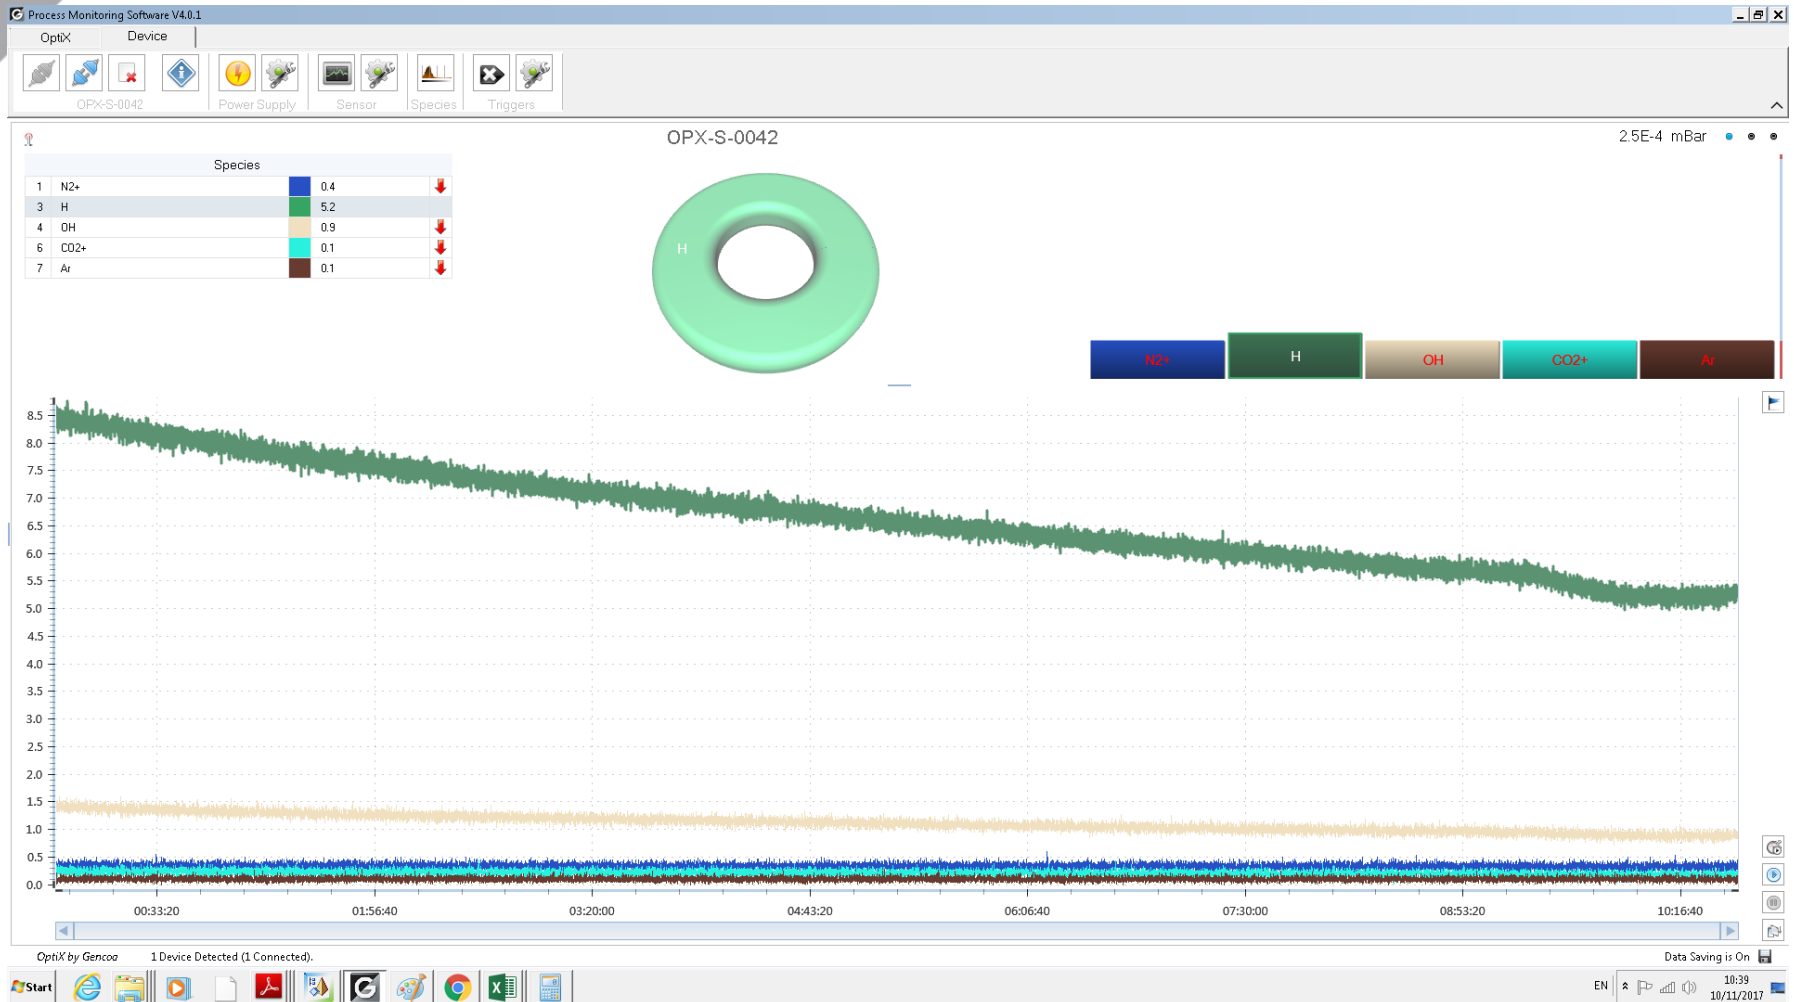 Process Monitoring Software V4.0.1
OptiX Device
OPX-S-0042 Power Supply Sensor Species Triggers
OPX-S-0042
2.5E-4 mBar
Species
1 N2+ 0.4
3 H 5.2
4 OH 0.9
6 CO2+ 0.1
7 Ar 0.1
H
N2+ H OH CO2+ Ar
8.5
8.0
7.5
7.0
6.5
6.0
5.5
5.0
4.5
4.0
3.5
3.0
2.5
2.0
1.5
1.0
0.5
0.0
00:33:20 01:56:40 03:20:00 04:43:20 06:06:40 07:30:00 08:53:20 10:16:40
OptiX by Gencoa 1 Device Detected (1 Connected). Data Saving is On
Start EN 10:39
10/11/2017